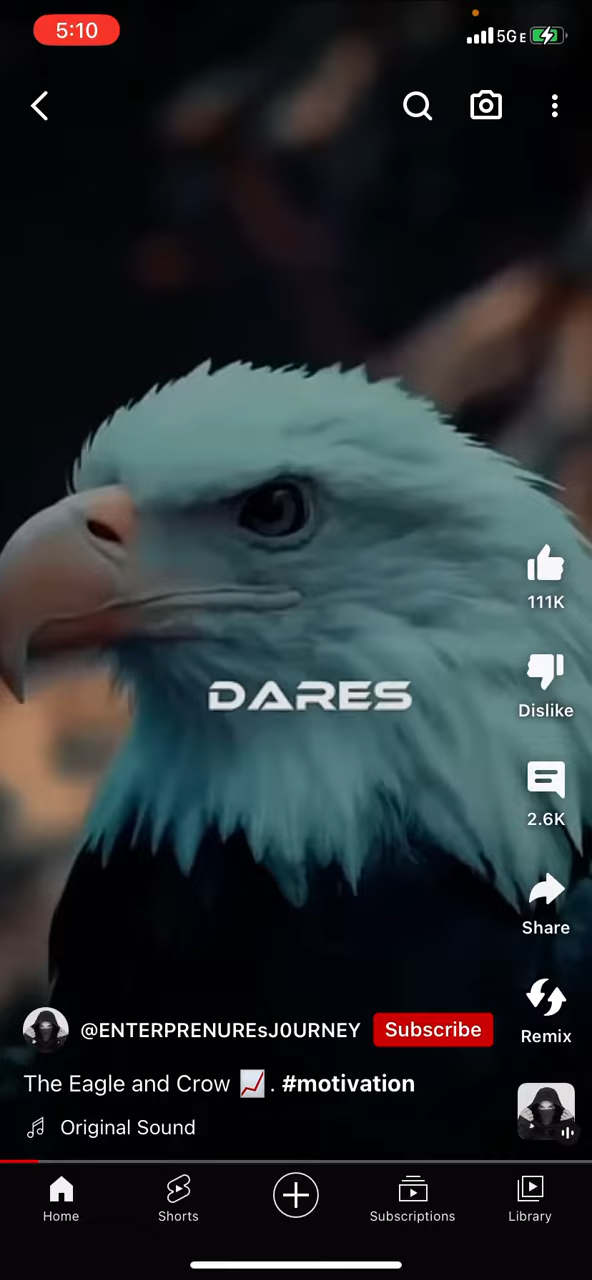 5:10
5GE
DARES
111K
Dislike
2.6K
Share
Remix
@ENTERPRENUREsJ0URNEY
Subscribe
The Eagle and Crow 📈 . #motivation
Original Sound
Home
Shorts
Subscriptions
Library